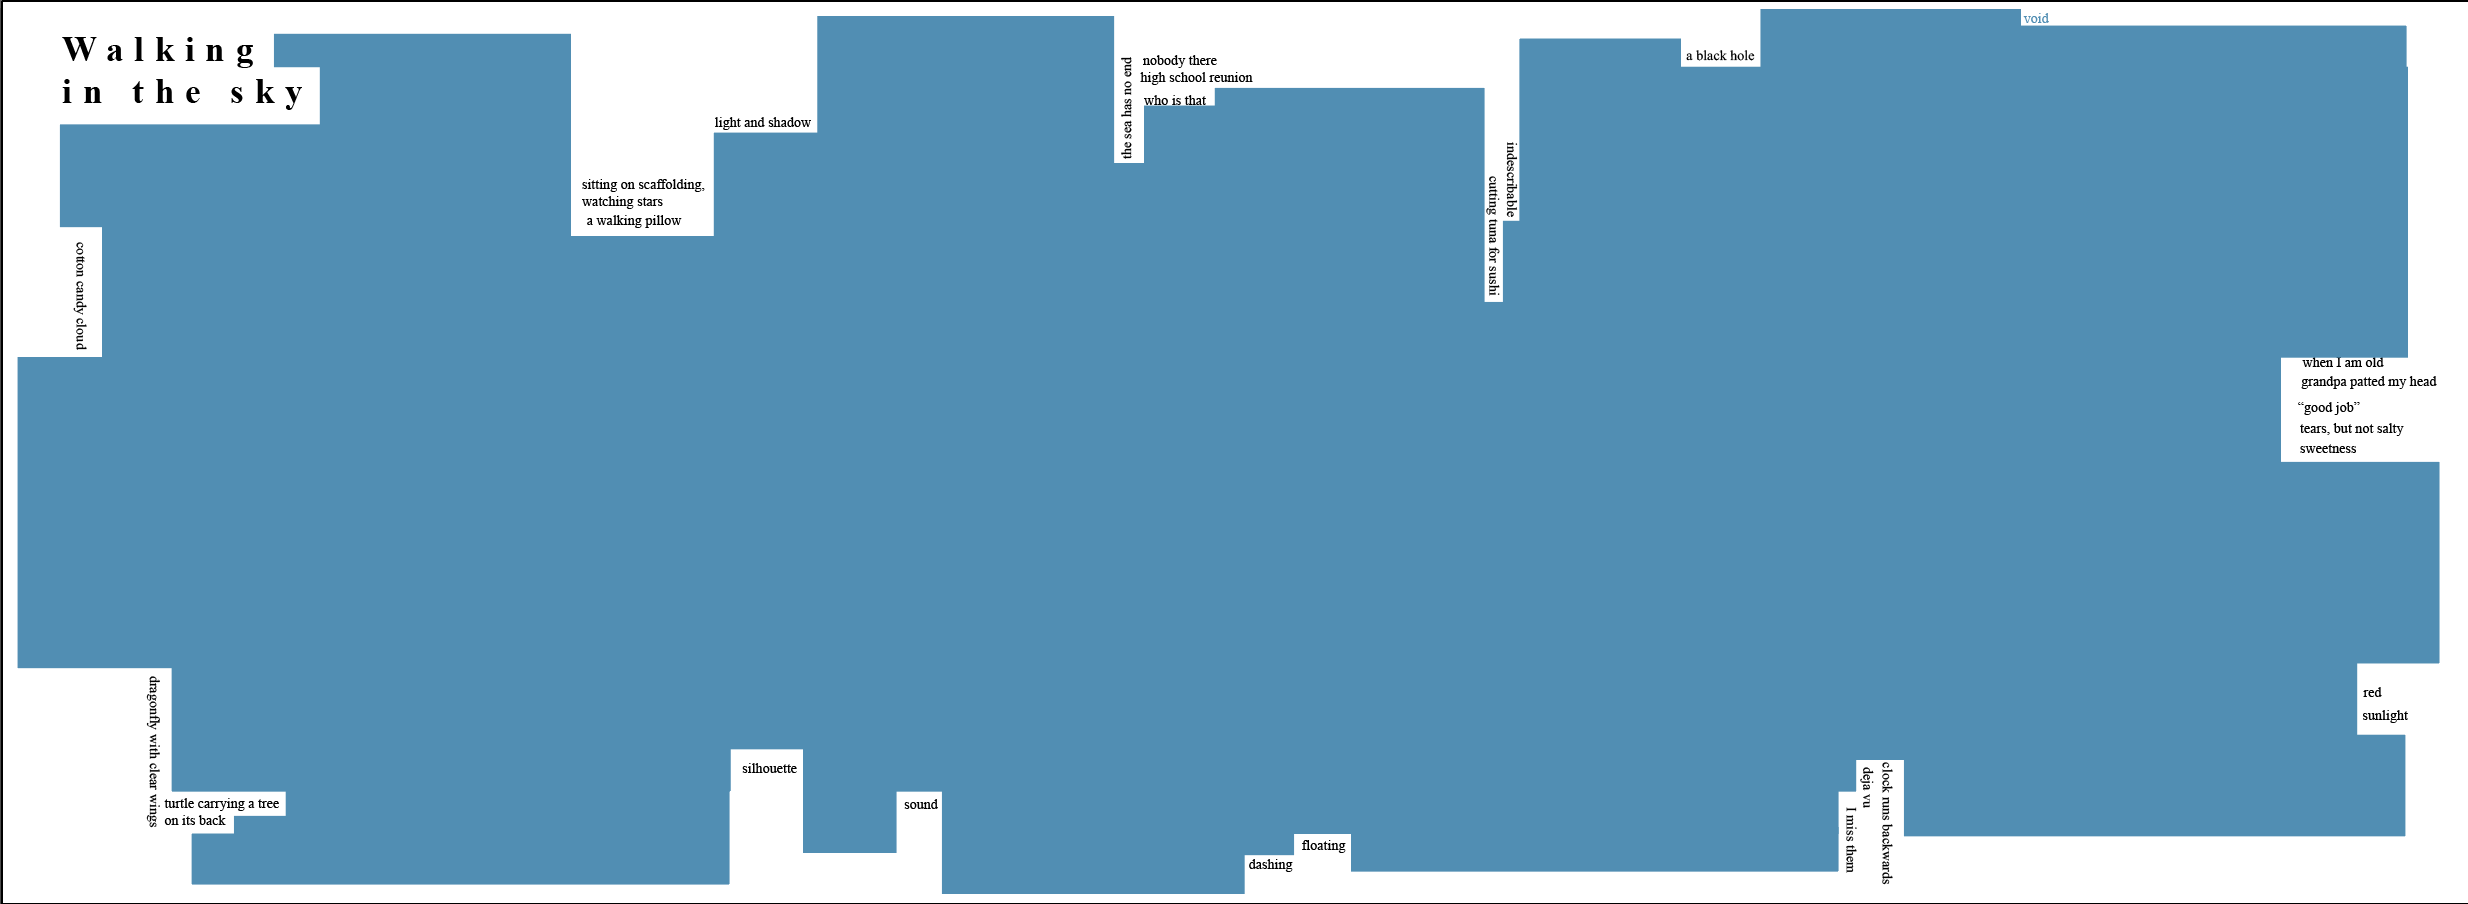 Walking
in the sky
cotton candy cloud
sitting on scaffolding,
watching stars
a walking pillow
light and shadow
the sea has no end
nobody there
high school reunion
who is that
cutting tuna for sushi
indescribable
a black hole
void
when I am old
grandpa patted my head
“good job”
tears, but not salty
sweetness
red
sunlight
clock runs backwards
deja vu
I miss them
floating
dashing
sound
silhouette
turtle carrying a tree
on its back
dragonfly with clear wings